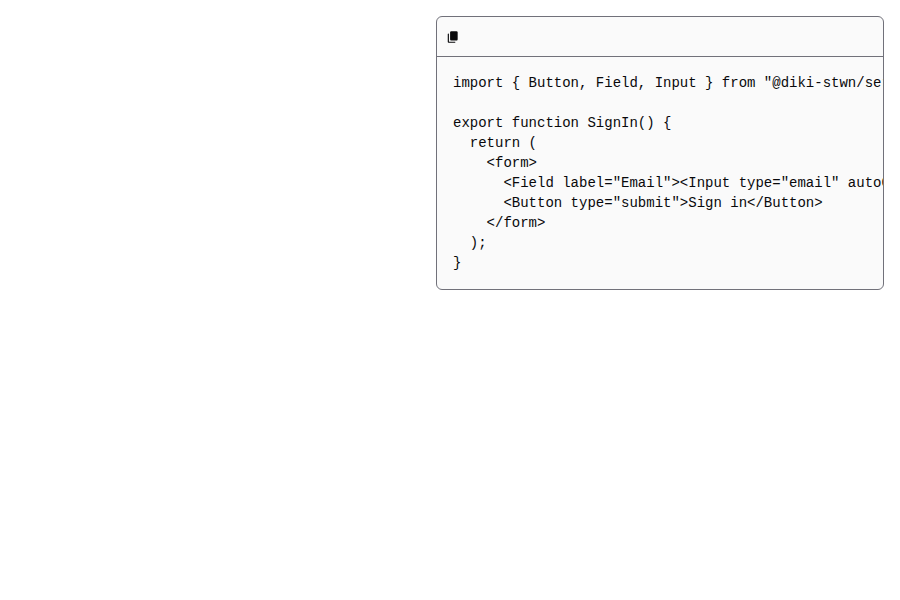 import { Button, Field, Input } from "@diki-stwn/se
export function SignIn() {
return (
<form>
<Field label="Email"><Input type="email" auto
<Button type="submit">Sign in</Button>
</form>
);
}